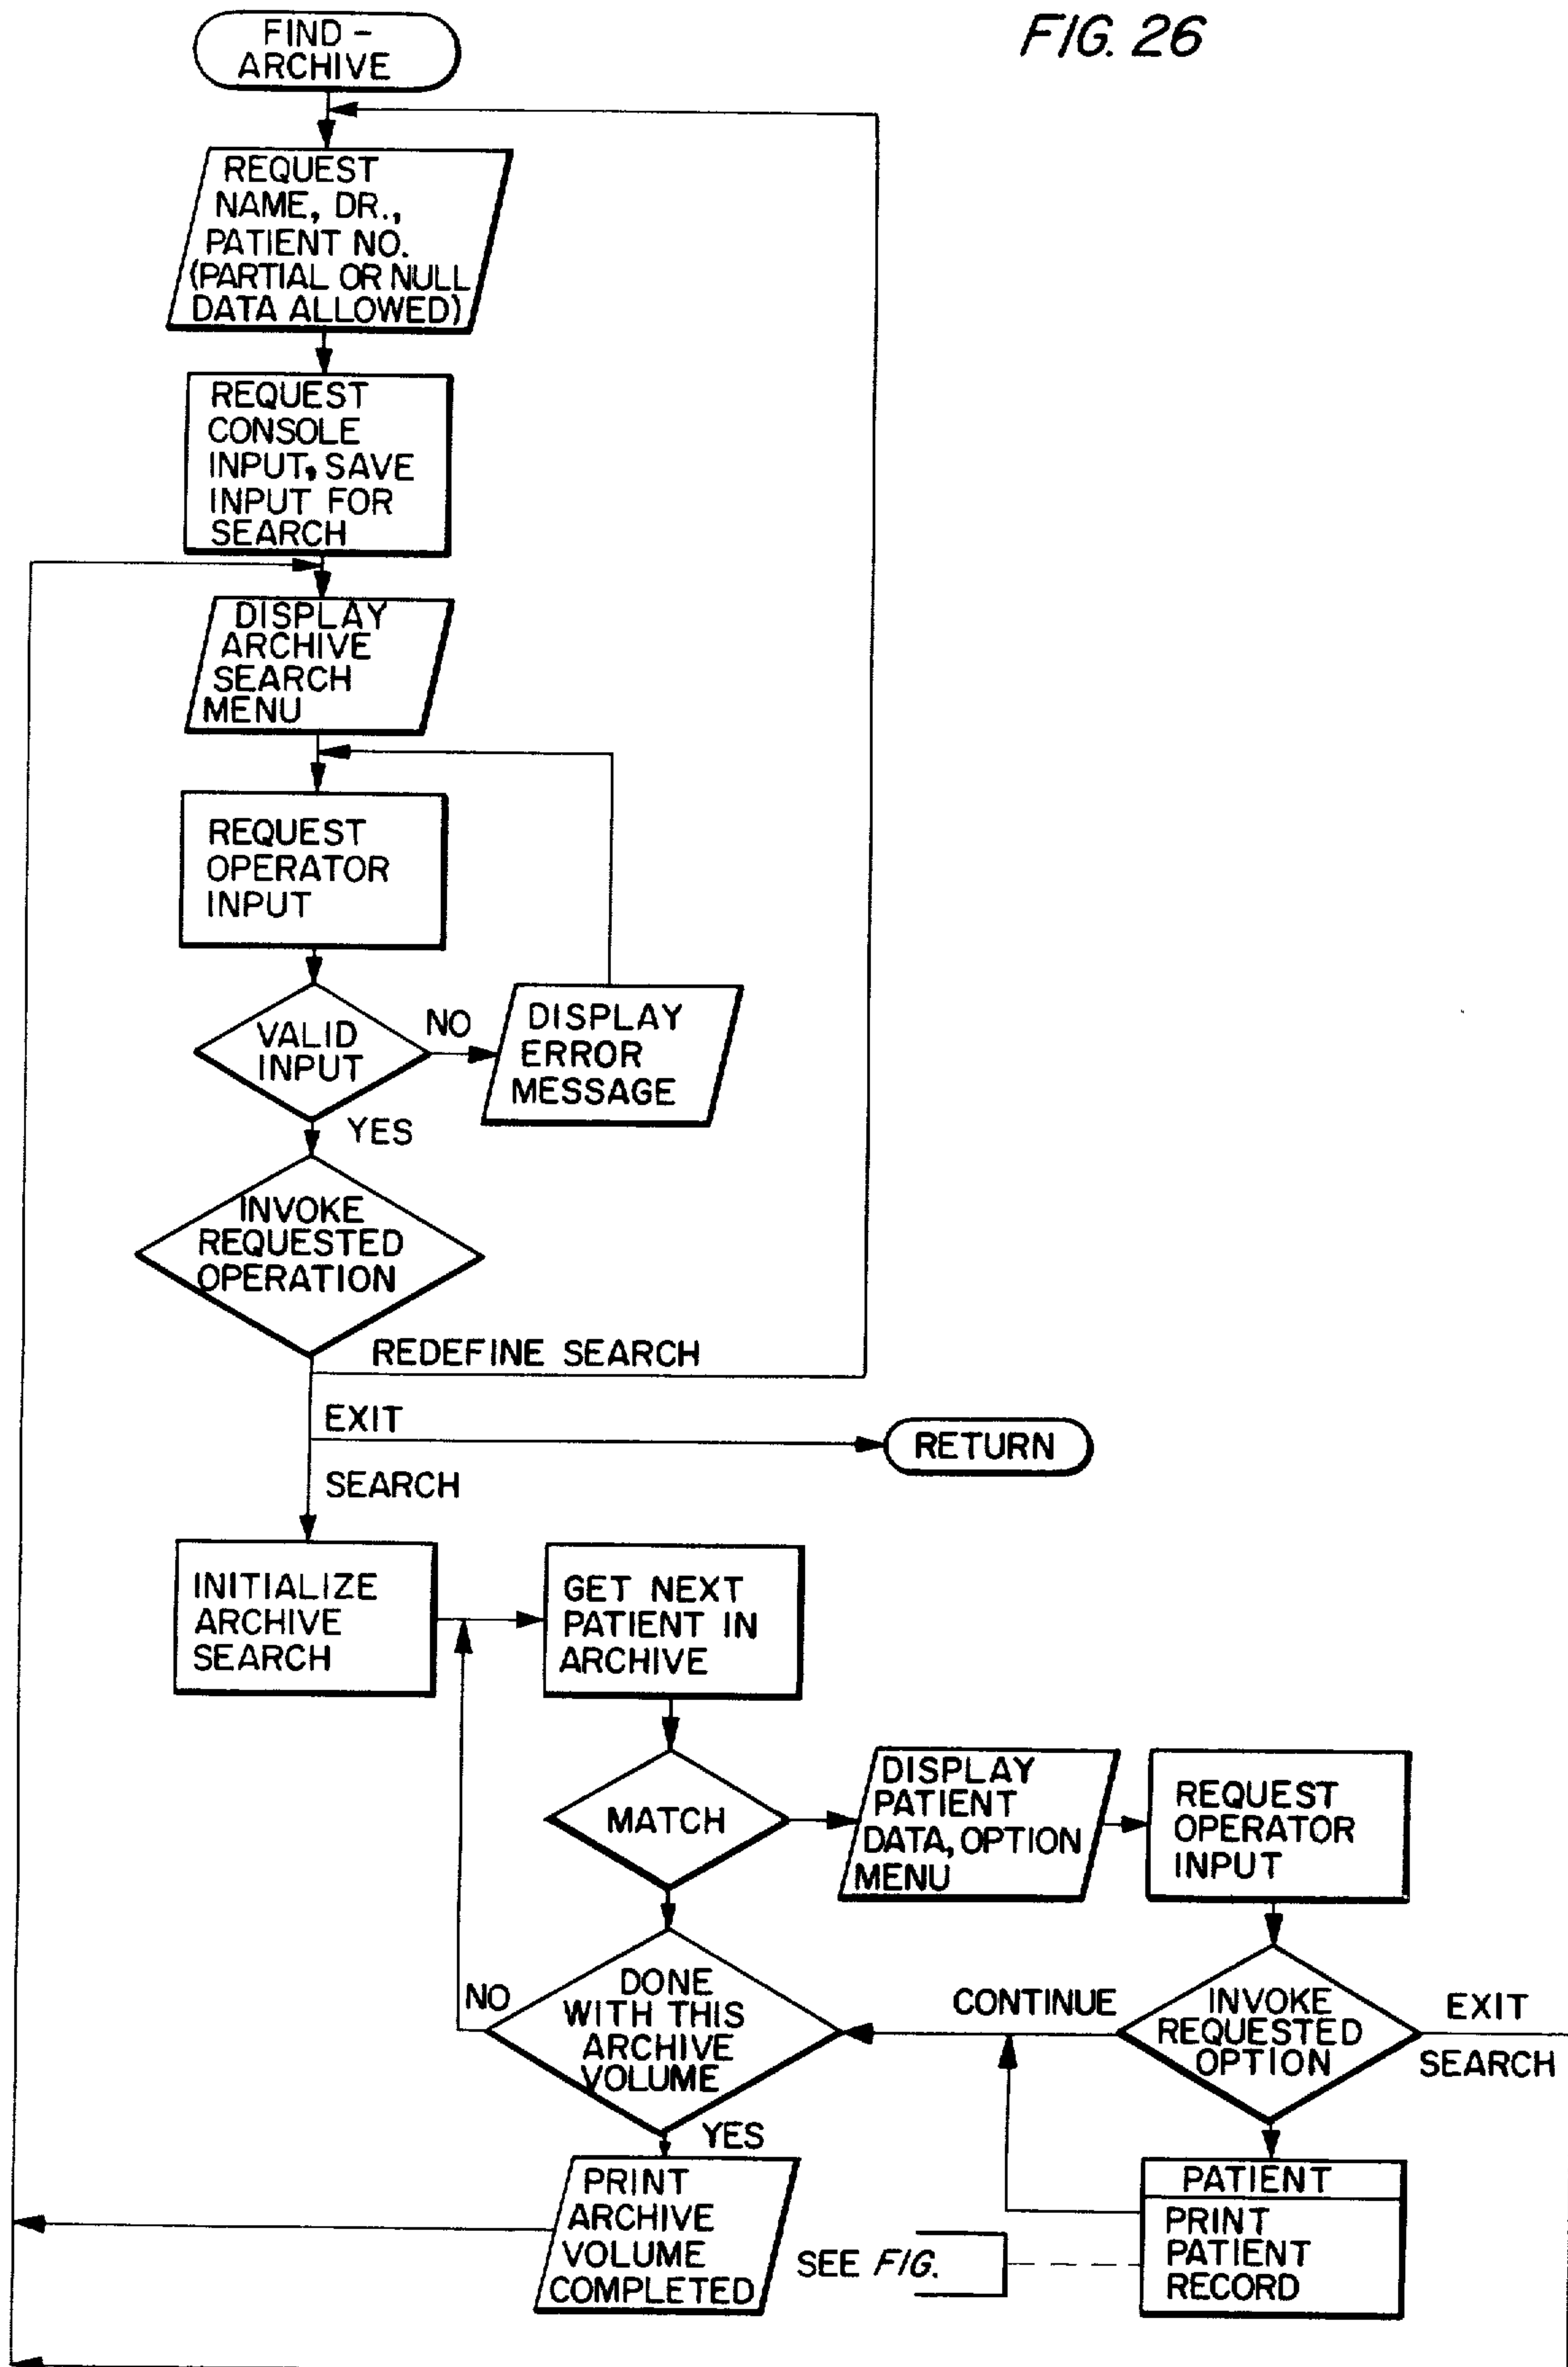 FIG. 26
FIND -
ARCHIVE
REQUEST
NAME, DR.,
PATIENT NO.
(PARTIAL OR NULL
DATA ALLOWED)
REQUEST
CONSOLE
INPUT, SAVE
INPUT FOR
SEARCH
DISPLAY
ARCHIVE
SEARCH
MENU
REQUEST
OPERATOR
INPUT
VALID
INPUT
NO
DISPLAY
ERROR
MESSAGE
YES
INVOKE
REQUESTED
OPERATION
REDEFINE SEARCH
EXIT
RETURN
SEARCH
INITIALIZE
ARCHIVE
SEARCH
GET NEXT
PATIENT IN
ARCHIVE
MATCH
DISPLAY
PATIENT
DATA, OPTION
MENU
REQUEST
OPERATOR
INPUT
DONE
WITH THIS
ARCHIVE
VOLUME
NO
CONTINUE
INVOKE
REQUESTED
OPTION
EXIT
SEARCH
YES
PRINT
ARCHIVE
VOLUME
COMPLETED
SEE FIG.
PATIENT
PRINT
PATIENT
RECORD